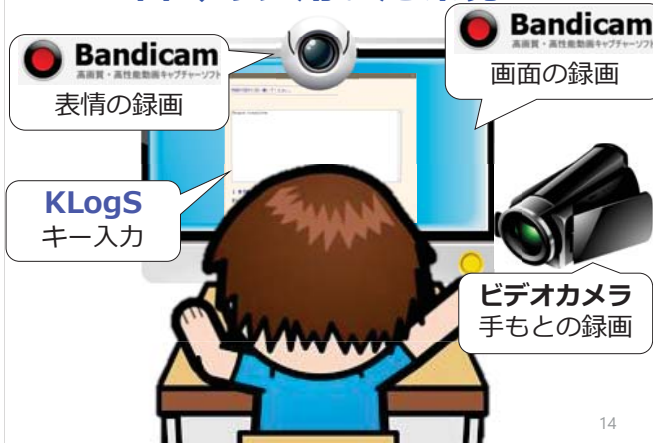 Bandicam
高画質・高性能動画キャプチャーソフト
表情の録画
Bandicam
高画質・高性能動画キャプチャーソフト
画面の録画
KLogS
キー入力
ビデオカメラ
手もとの録画
14